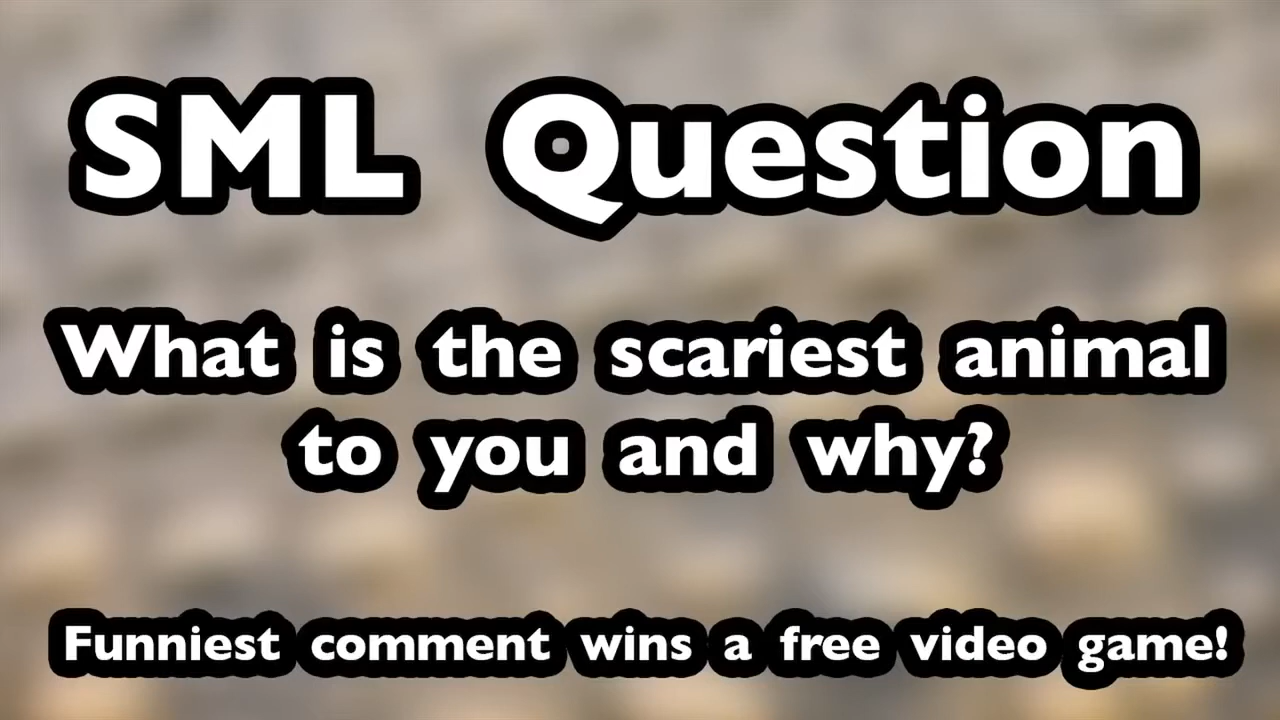 SML Question
What is the scariest animal
to you and why?
Funniest comment wins a free video game!